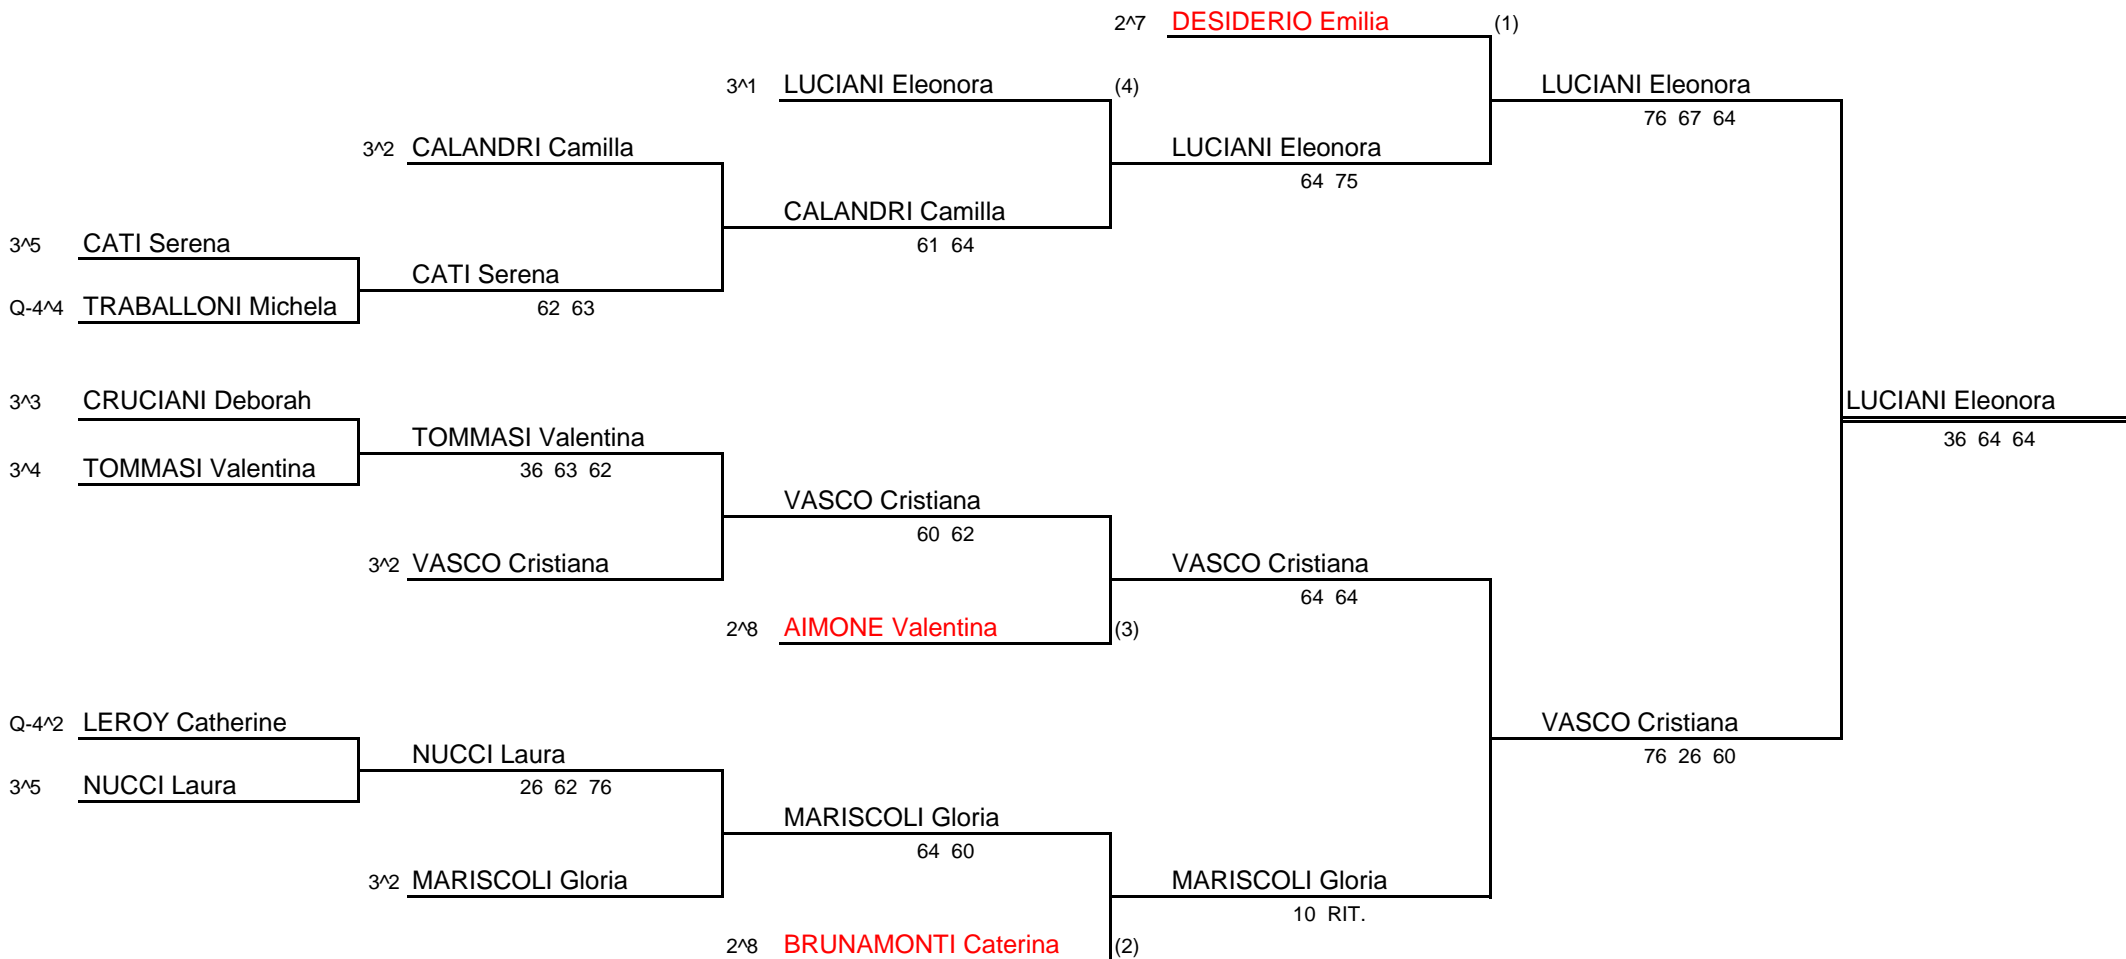 2^7 DESIDERIO Emilia (1)
3^1 LUCIANI Eleonora (4) LUCIANI Eleonora
76 67 64
3^2 CALANDRI Camilla LUCIANI Eleonora
64 75
CALANDRI Camilla
3^5 CATI Serena 61 64
CATI Serena
Q-4^4 TRABALLONI Michela 62 63
3^3 CRUCIANI Deborah LUCIANI Eleonora
TOMMASI Valentina 36 64 64
3^4 TOMMASI Valentina 36 63 62
VASCO Cristiana
60 62
3^2 VASCO Cristiana VASCO Cristiana
64 64
2^8 AIMONE Valentina (3)
Q-4^2 LEROY Catherine VASCO Cristiana
NUCCI Laura 76 26 60
3^5 NUCCI Laura 26 62 76
MARISCOLI Gloria
64 60
3^2 MARISCOLI Gloria MARISCOLI Gloria
10 RIT.
2^8 BRUNAMONTI Caterina (2)